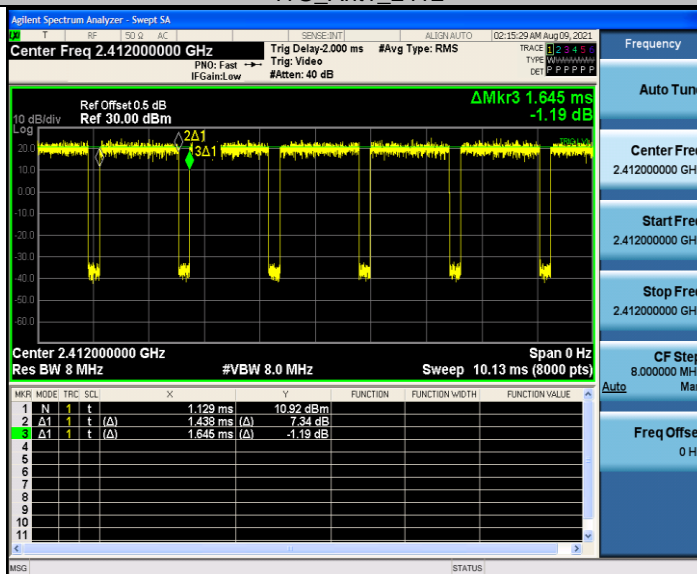 Agilent Spectrum Analyzer - Swept SA
LXI T RF 50 Ω AC SENSE:INT ALIGN AUTO 02:15:29 AM Aug 09, 2021
Center Freq 2.412000000 GHz Trig Delay-2.000 ms #Avg Type: RMS TRACE 1 2 3 4 5 6
PNO: Fast Trig: Video TYPE W
IFGain:Low #Atten: 40 dB DET P P P P P P
Ref Offset 0.5 dB ΔMkr3 1.645 ms
10 dB/div Ref 30.00 dBm -1.19 dB
Log
2Δ1
3Δ1
20.0
10.0
0.00
-10.0
-20.0
-30.0
-40.0
-50.0
-60.0
Center 2.412000000 GHz Span 0 Hz
Res BW 8 MHz #VBW 8.0 MHz Sweep 10.13 ms (8000 pts)
MKR MODE TRC SCL X Y FUNCTION FUNCTION WIDTH FUNCTION VALUE
1 N 1 t 1.129 ms 10.92 dBm
2 Δ1 1 t (Δ) 1.438 ms (Δ) 7.34 dB
3 Δ1 1 t (Δ) 1.645 ms (Δ) -1.19 dB
4
5
6
7
8
9
10
11
MSG STATUS
Frequency
Auto Tun
Center Fre
2.412000000 GH
Start Fre
2.412000000 GH
Stop Fre
2.412000000 GH
CF Step
8.000000 MH
Auto Ma
Freq Offse
0 H